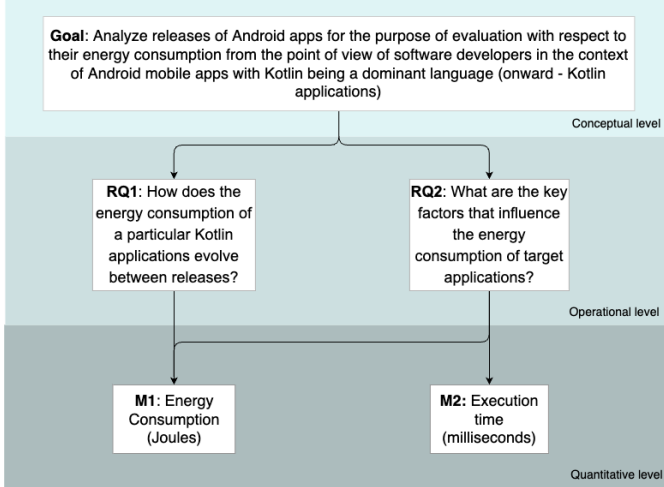 Goal: Analyze releases of Android apps for the purpose of evaluation with respect to
their energy consumption from the point of view of software developers in the context
of Android mobile apps with Kotlin being a dominant language (onward - Kotlin
applications)
Conceptual level
RQ1: How does the
energy consumption of
a particular Kotlin
applications evolve
between releases?
RQ2: What are the key
factors that influence
the energy
consumption of target
applications?
Operational level
M1: Energy
Consumption
(Joules)
M2: Execution
time
(milliseconds)
Quantitative level